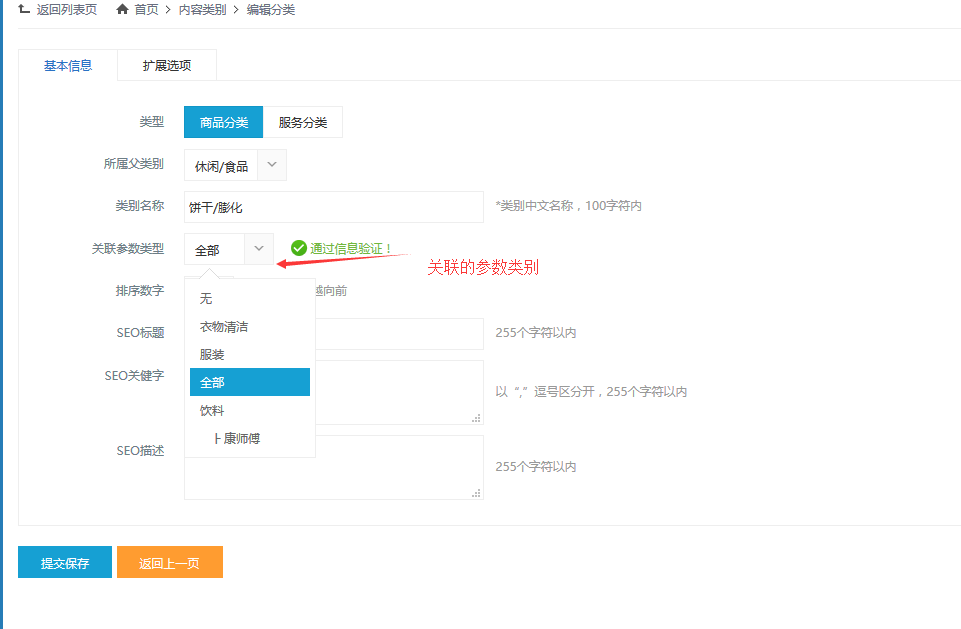 返回列表页 首页 内容类别 编辑分类
基本信息 扩展选项
类型 商品分类 服务分类
所属父类别 休闲/食品
类别名称 饼干/膨化 *类别中文名称，100字符内
关联参数类型 全部 通过信息验证！
关联的参数类别
排序数字 越向前
无
衣物清洁
服装
全部
饮料
├ 康师傅
SEO标题 255个字符以内
SEO关健字 以“,”逗号区分开，255个字符以内
SEO描述 255个字符以内
提交保存 返回上一页